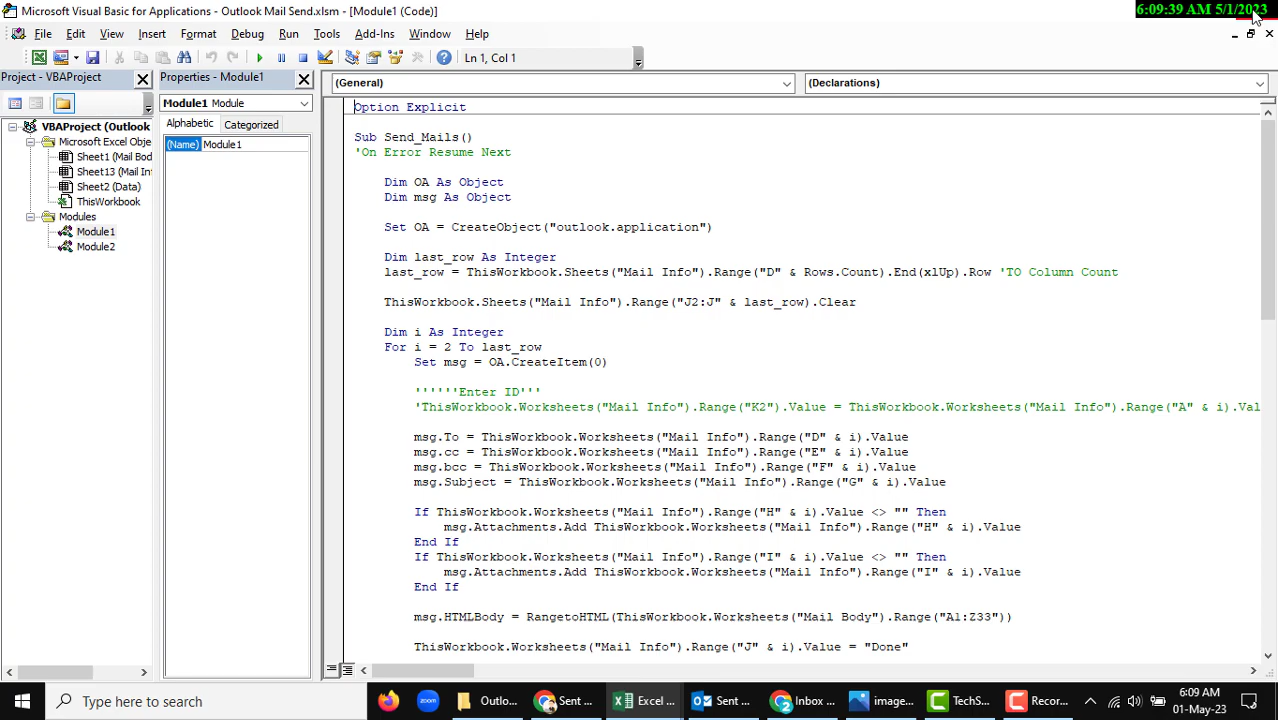 Microsoft Visual Basic for Applications - Outlook Mail Send.xlsm - [Module1 (Code)]
6:09:39 AM 5/1/2023
File Edit View Insert Format Debug Run Tools Add-Ins Window Help
Ln 1, Col 1
Project - VBAProject
Properties - Module1
(General)
(Declarations)
Module1 Module
Alphabetic Categorized
(Name) Module1
VBAProject (Outlook
Microsoft Excel Obje
Sheet1 (Mail Bod
Sheet13 (Mail Inf
Sheet2 (Data)
ThisWorkbook
Modules
Module1
Module2
Option Explicit
Sub Send_Mails()
'On Error Resume Next
Dim OA As Object
Dim msg As Object
Set OA = CreateObject("outlook.application")
Dim last_row As Integer
last_row = ThisWorkbook.Sheets("Mail Info").Range("D" & Rows.Count).End(xlUp).Row 'TO Column Count
ThisWorkbook.Sheets("Mail Info").Range("J2:J" & last_row).Clear
Dim i As Integer
For i = 2 To last_row
Set msg = OA.CreateItem(0)
''''''Enter ID'''
'ThisWorkbook.Worksheets("Mail Info").Range("K2").Value = ThisWorkbook.Worksheets("Mail Info").Range("A" & i).Val
msg.To = ThisWorkbook.Worksheets("Mail Info").Range("D" & i).Value
msg.cc = ThisWorkbook.Worksheets("Mail Info").Range("E" & i).Value
msg.bcc = ThisWorkbook.Worksheets("Mail Info").Range("F" & i).Value
msg.Subject = ThisWorkbook.Worksheets("Mail Info").Range("G" & i).Value
If ThisWorkbook.Worksheets("Mail Info").Range("H" & i).Value <> "" Then
msg.Attachments.Add ThisWorkbook.Worksheets("Mail Info").Range("H" & i).Value
End If
If ThisWorkbook.Worksheets("Mail Info").Range("I" & i).Value <> "" Then
msg.Attachments.Add ThisWorkbook.Worksheets("Mail Info").Range("I" & i).Value
End If
msg.HTMLBody = RangetoHTML(ThisWorkbook.Worksheets("Mail Body").Range("A1:Z33"))
ThisWorkbook.Worksheets("Mail Info").Range("J" & i).Value = "Done"
Type here to search
zoom
Outlo...
Sent ...
Excel ...
Sent ...
Inbox ...
image...
TechS...
Recor...
6:09 AM
01-May-23